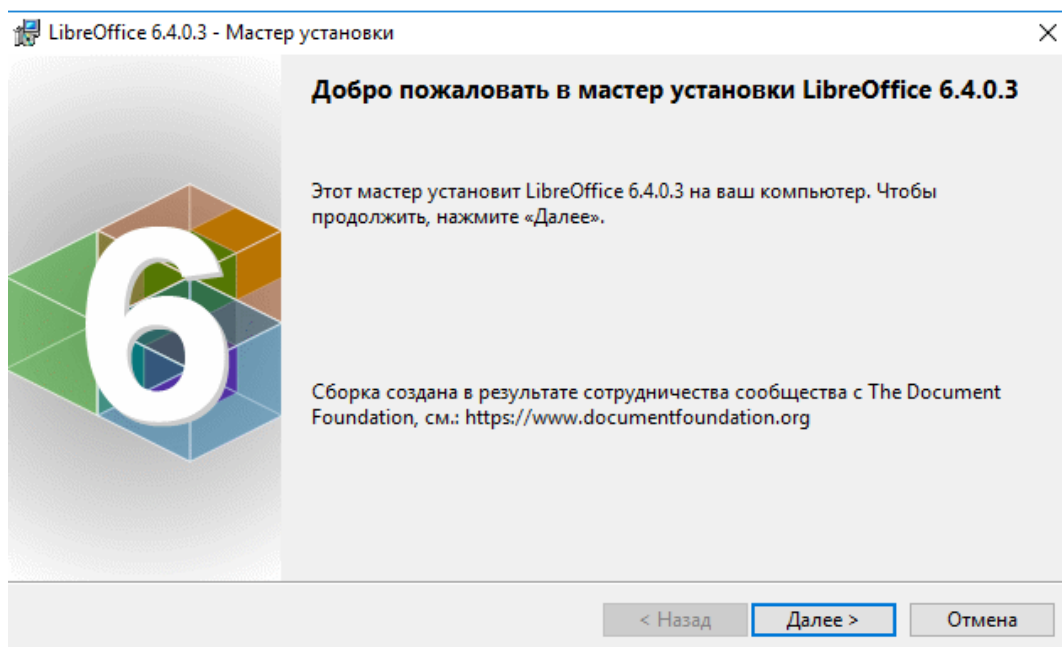 LibreOffice 6.4.0.3 - Мастер установки
Добро пожаловать в мастер установки LibreOffice 6.4.0.3
Этот мастер установит LibreOffice 6.4.0.3 на ваш компьютер. Чтобы
продолжить, нажмите «Далее».
6
Сборка создана в результате сотрудничества сообщества с The Document
Foundation, см.: https://www.documentfoundation.org
< Назад
Далее >
Отмена